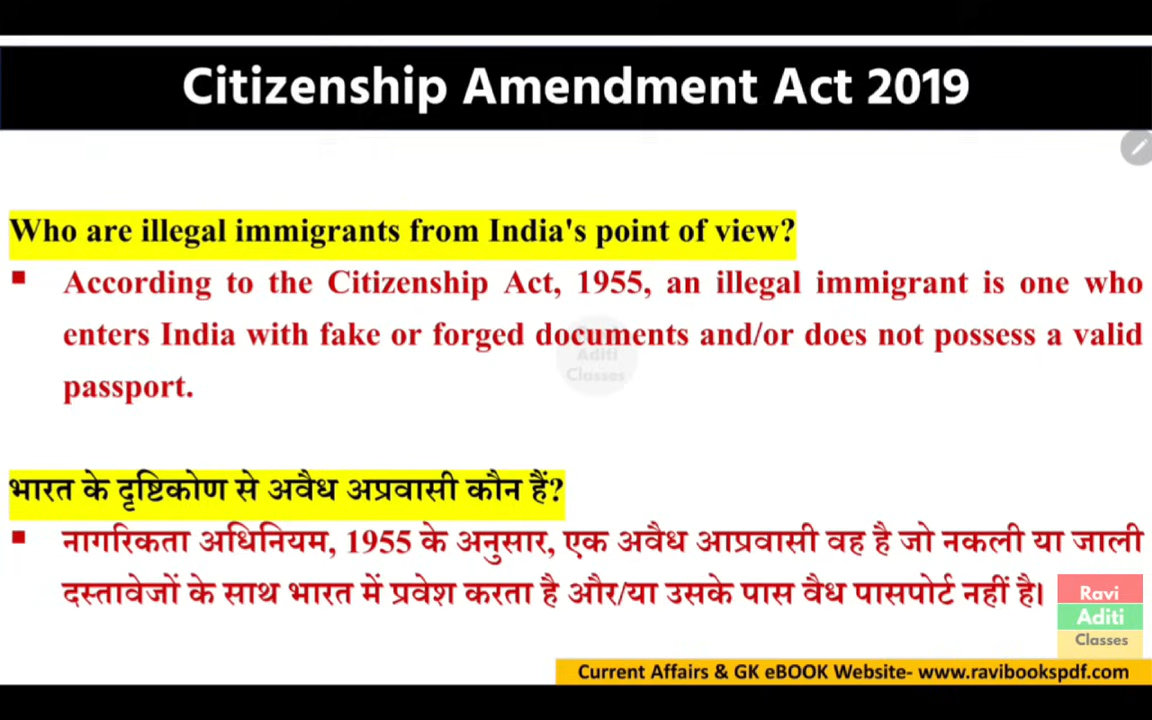 Citizenship Amendment Act 2019
Who are illegal immigrants from India's point of view?
According to the Citizenship Act, 1955, an illegal immigrant is one who
enters India with fake or forged documents and/or does not possess a valid
passport.
Aditi
Classes
भारत के दृष्टिकोण से अवैध अप्रवासी कौन हैं?
नागरिकता अधिनियम, 1955 के अनुसार, एक अवैध आप्रवासी वह है जो नकली या जाली
दस्तावेजों के साथ भारत में प्रवेश करता है और/या उसके पास वैध पासपोर्ट नहीं है।
Ravi
Aditi
Classes
Current Affairs & GK eBOOK Website- www.ravibookspdf.com